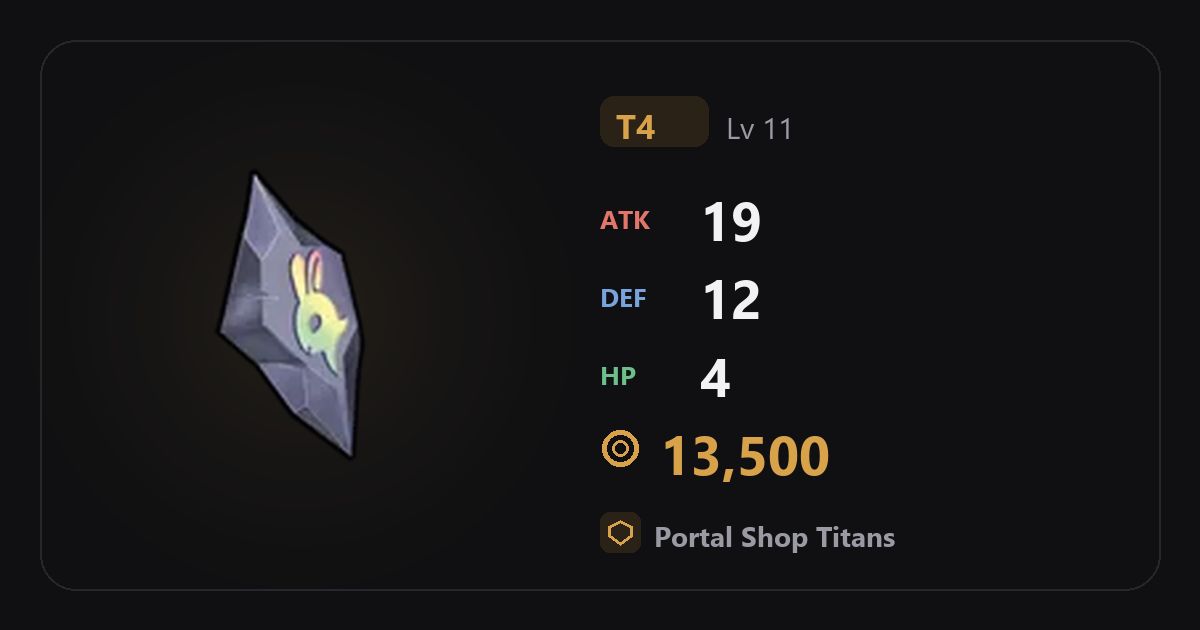 T4 Lv 11
ATK 19
DEF 12
HP 4
13,500
Portal Shop Titans